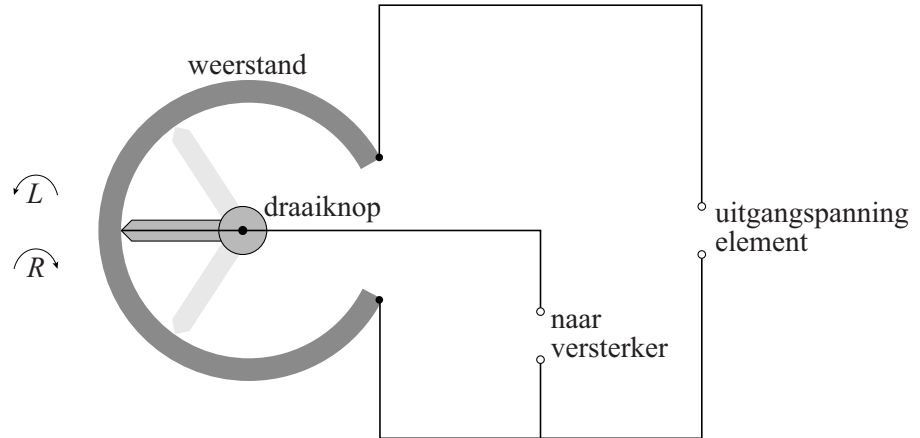 weerstand
L
draaiknop
R
uitgangspanning
element
naar
versterker